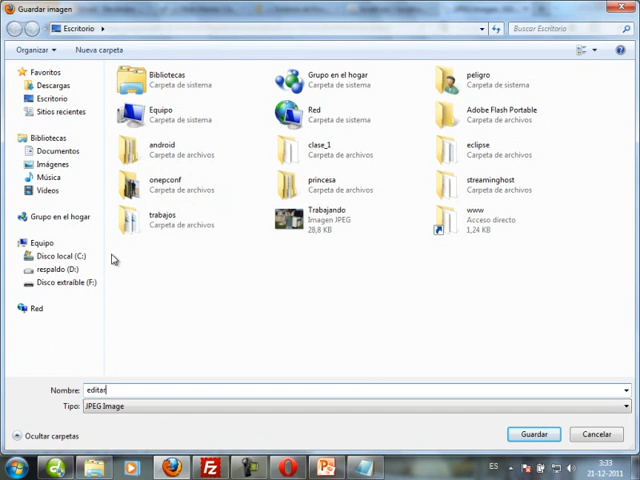 Guardar imagen
Escritorio
Buscar Escritorio
Organizar
Nueva carpeta
Favoritos
Descargas
Escritorio
Sitios recientes
Bibliotecas
Documentos
Imágenes
Música
Vídeos
Grupo en el hogar
Equipo
Disco local (C:)
respaldo (D:)
Disco extraíble (F:)
Red
Bibliotecas
Carpeta de sistema
Grupo en el hogar
Carpeta de sistema
peligro
Carpeta de sistema
Equipo
Carpeta de sistema
Red
Carpeta de sistema
Adobe Flash Portable
Carpeta de archivos
android
Carpeta de archivos
clase_1
Carpeta de archivos
eclipse
Carpeta de archivos
onepconf
Carpeta de archivos
princesa
Carpeta de archivos
streaminghost
Carpeta de archivos
trabajos
Carpeta de archivos
Trabajando
Imagen JPEG
28,8 KB
www
Acceso directo
1,24 KB
Nombre: editar
Tipo: JPEG Image
Ocultar carpetas
Guardar
Cancelar
ES
3:33
21-12-2011